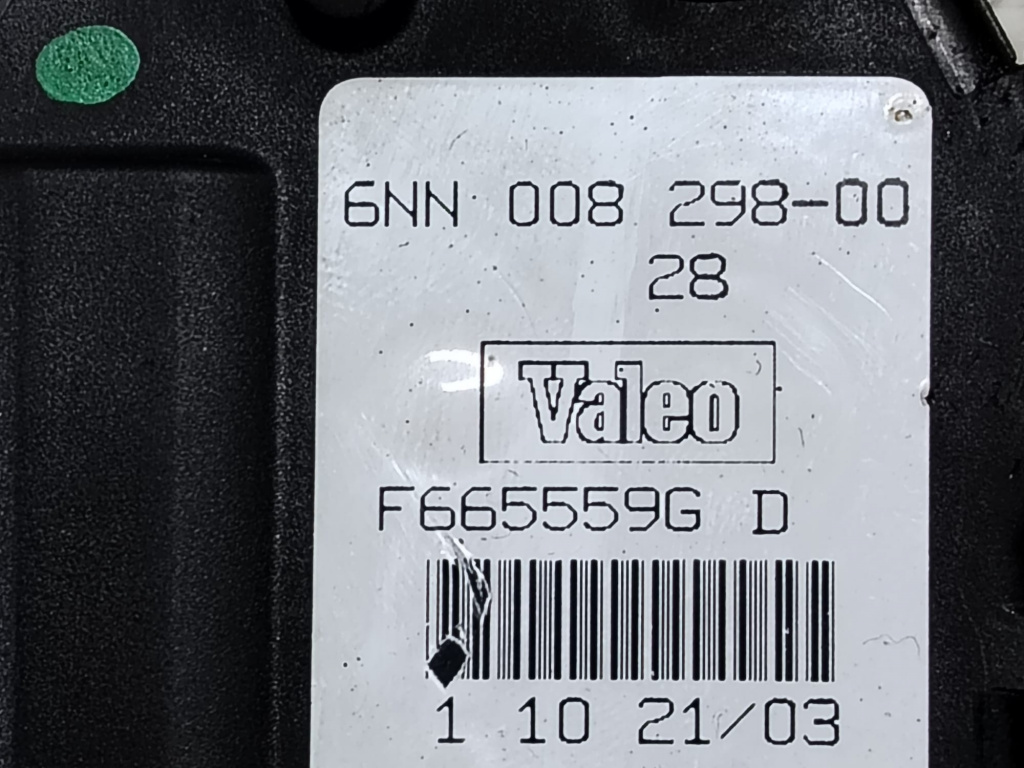 6NN 008 298-00
28
Valeo
F665559G D
1 10 21/03